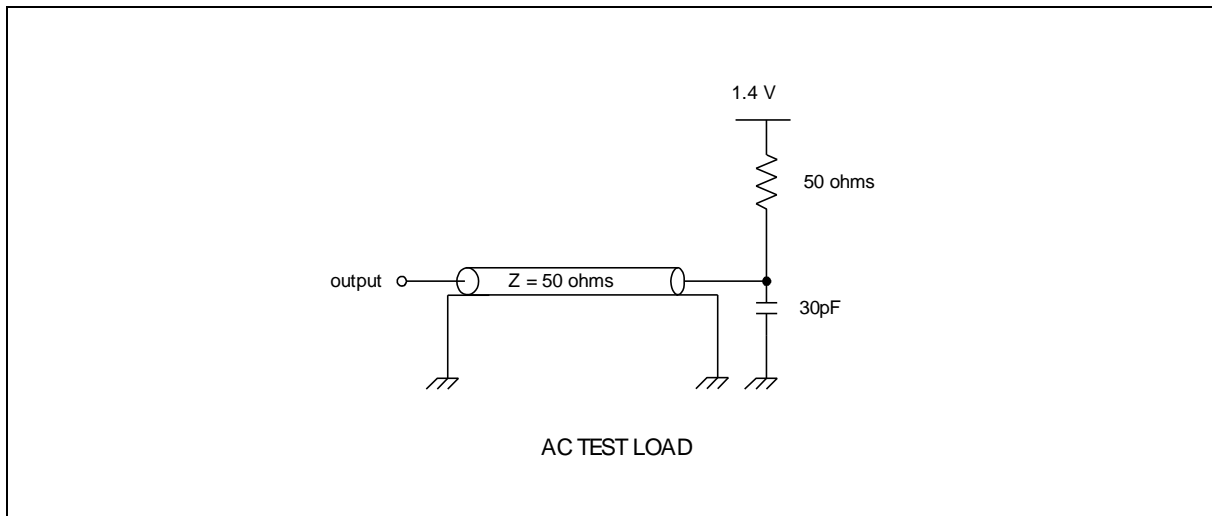 1.4 V
50 ohms
output
Z = 50 ohms
30pF
AC TEST LOAD